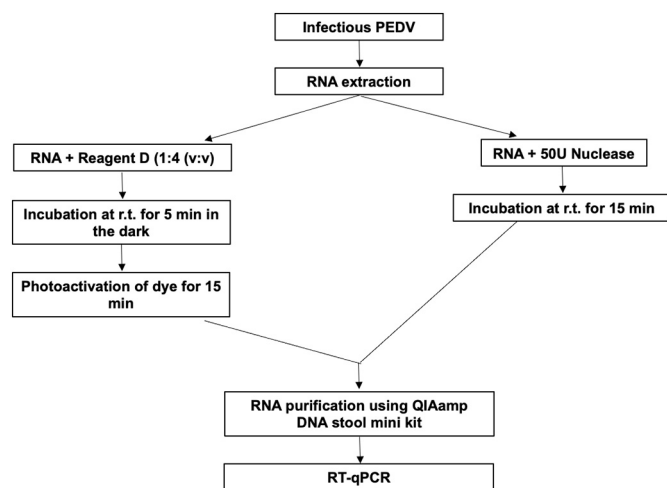 Infectious PEDV
RNA extraction
RNA + Reagent D (1:4 (v:v)
RNA + 50U Nuclease
Incubation at r.t. for 5 min in
the dark
Incubation at r.t. for 15 min
Photoactivation of dye for 15
min
RNA purification using QIAamp
DNA stool mini kit
RT-qPCR